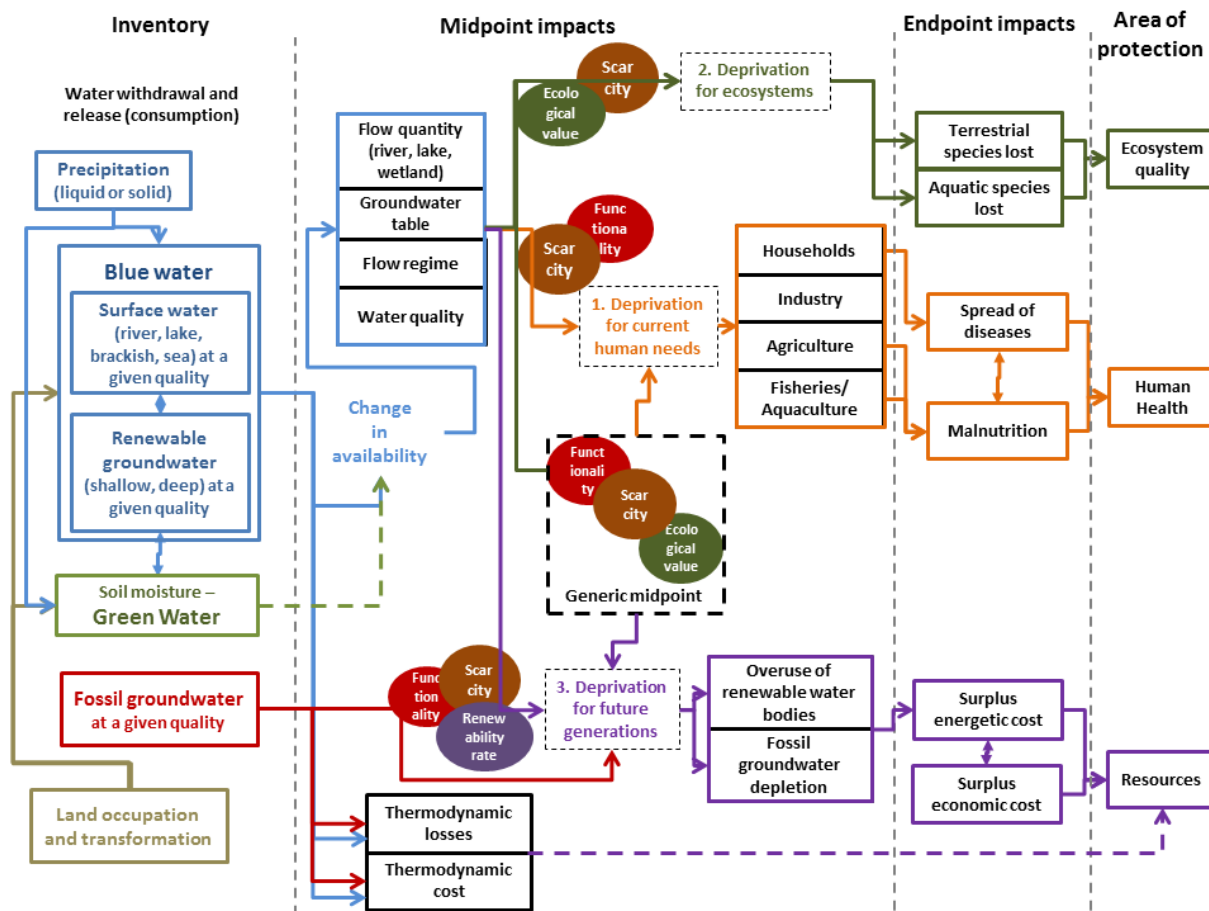 Inventory
Midpoint impacts
Endpoint impacts
Area of
protection
Water withdrawal and
release (consumption)
Precipitation
(liquid or solid)
Blue water
Surface water
(river, lake,
brackish, sea) at a
given quality
Renewable
groundwater
(shallow, deep) at a
given quality
Soil moisture –
Green Water
Fossil groundwater
at a given quality
Land occupation
and transformation
Change
in
availability
Flow quantity
(river, lake,
wetland)
Groundwater
table
Flow regime
Water quality
Scar
city
Ecolo
gical
value
2. Deprivation
for ecosystems
Func
tiona
lity
Scar
city
1. Deprivation
for current
human needs
Funct
ionali
ty
Scar
city
Ecolo
gical
value
Generic midpoint
Func
tion
ality
Scar
city
Renew
ability
rate
3. Deprivation
for future
generations
Thermodynamic
losses
Thermodynamic
cost
Households
Industry
Agriculture
Fisheries/
Aquaculture
Overuse of
renewable water
bodies
Fossil
groundwater
depletion
Terrestrial
species lost
Aquatic species
lost
Spread of
diseases
Malnutrition
Surplus
energetic cost
Surplus
economic cost
Ecosystem
quality
Human
Health
Resources